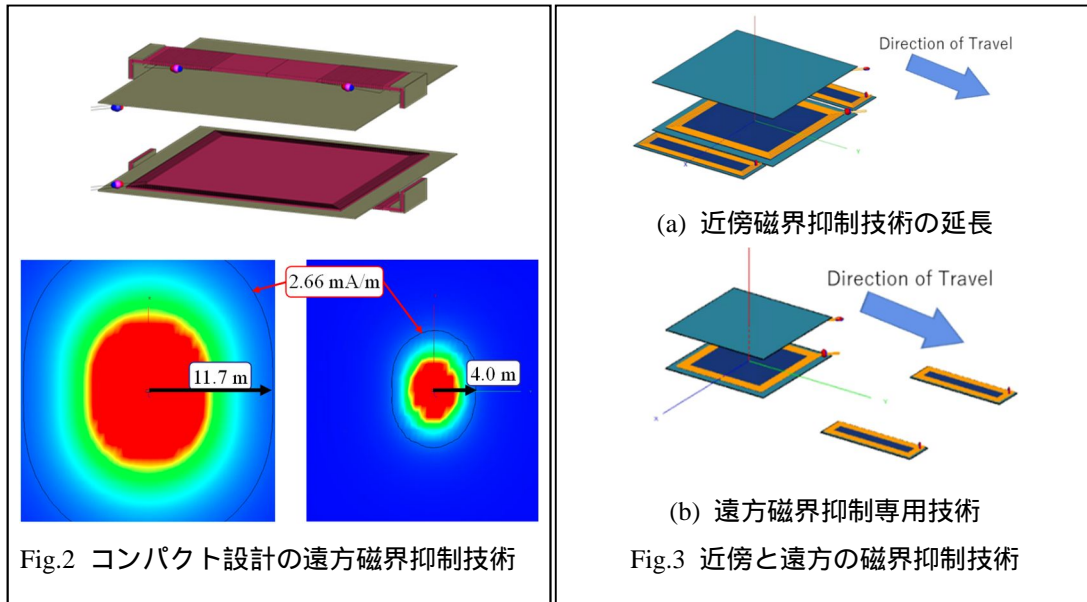 2.66 mA/m
11.7 m
4.0 m
Fig.2 コンパクト設計の遠方磁界抑制技術
Direction of Travel
X
Y
(a) 近傍磁界抑制技術の延長
Direction of Travel
X
Y
(b) 遠方磁界抑制専用技術
Fig.3 近傍と遠方の磁界抑制技術